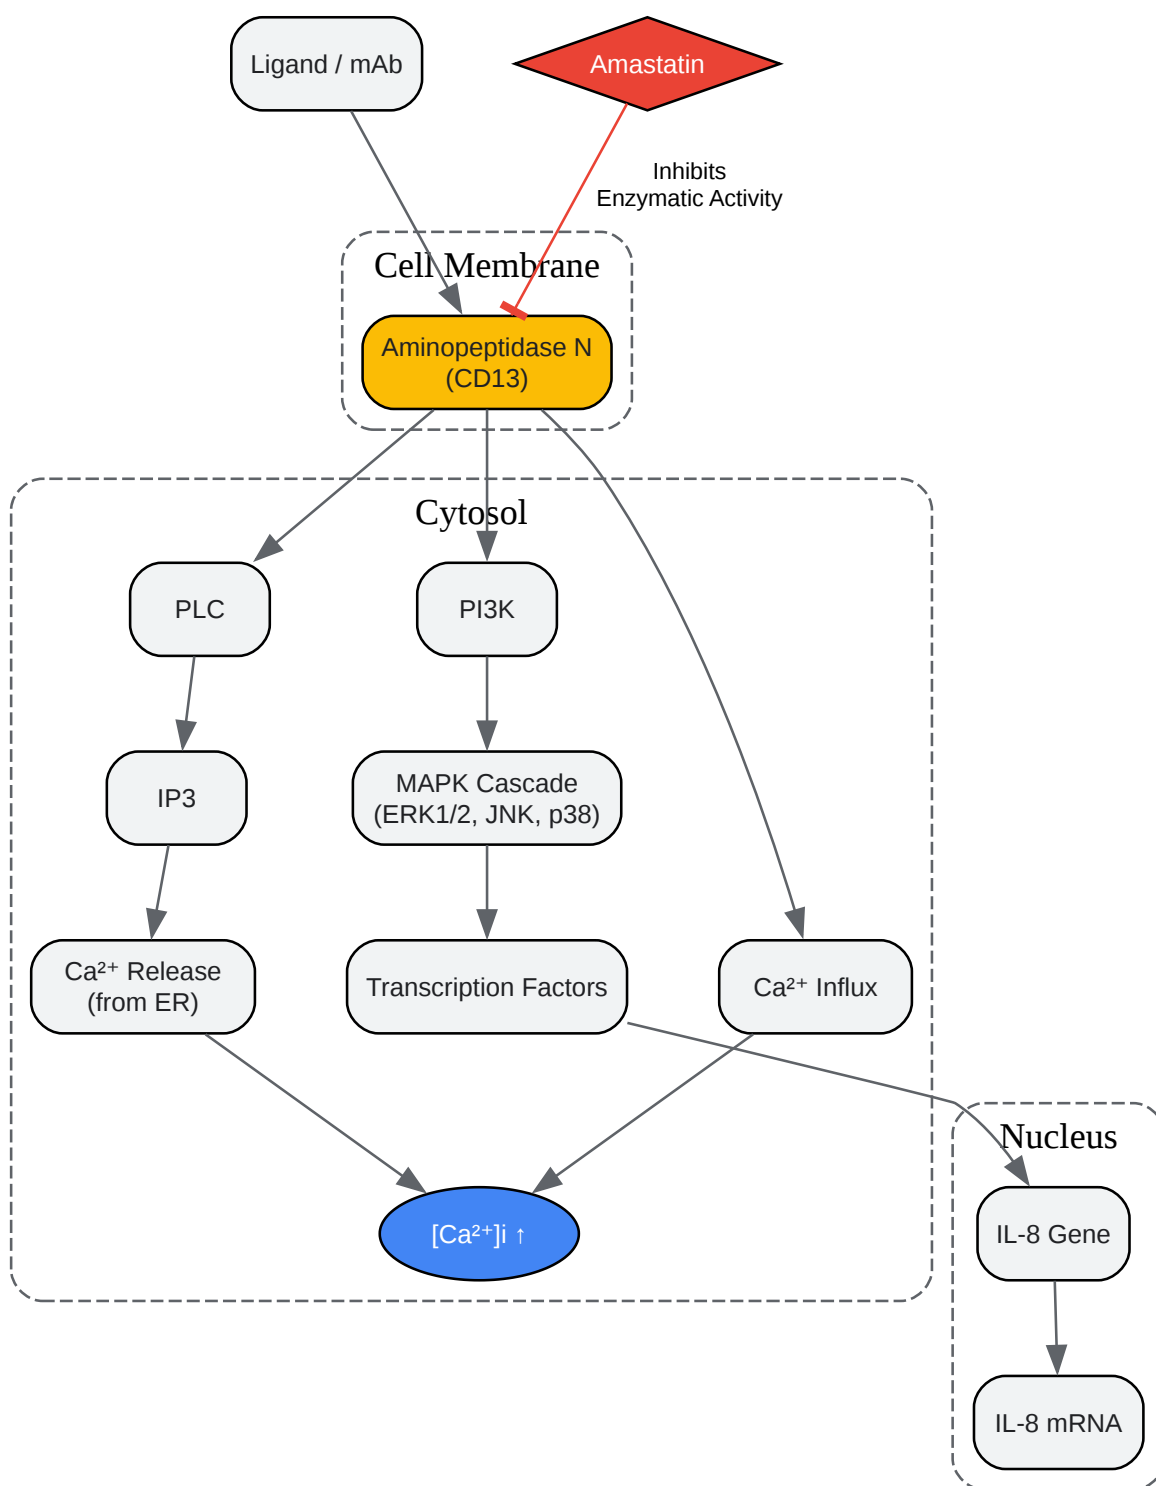 Ligand / mAb
Amastatin
Inhibits
Enzymatic Activity
Cell Membrane
Aminopeptidase N
(CD13)
Cytosol
PLC
PI3K
IP3
MAPK Cascade
(ERK1/2, JNK, p38)
Ca²⁺ Release
(from ER)
Transcription Factors
Ca²⁺ Influx
Nucleus
[Ca²⁺]i ↑
IL-8 Gene
IL-8 mRNA